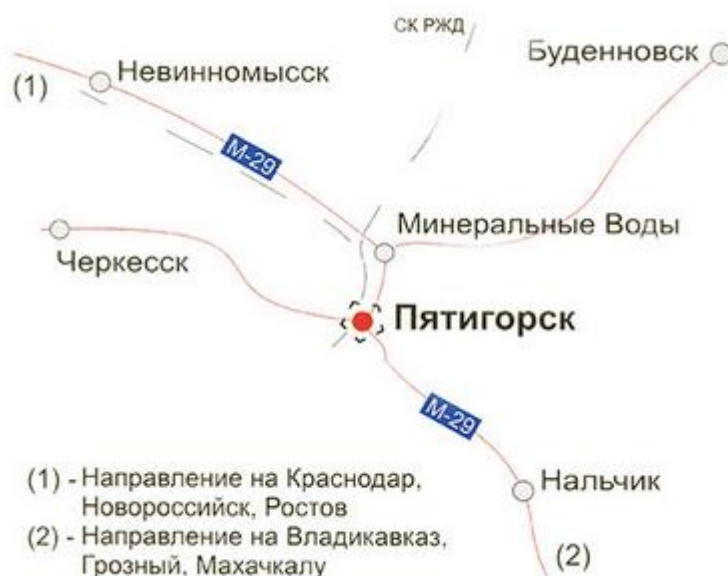 СК РЖД
Буденновск
Невинномысск
(1)
М-29
Минеральные Воды
Черкесск
Пятигорск
М-29
(1) - Направление на Краснодар,
Новороссийск, Ростов
Нальчик
(2) - Направление на Владикавказ,
Грозный, Махачкалу
(2)